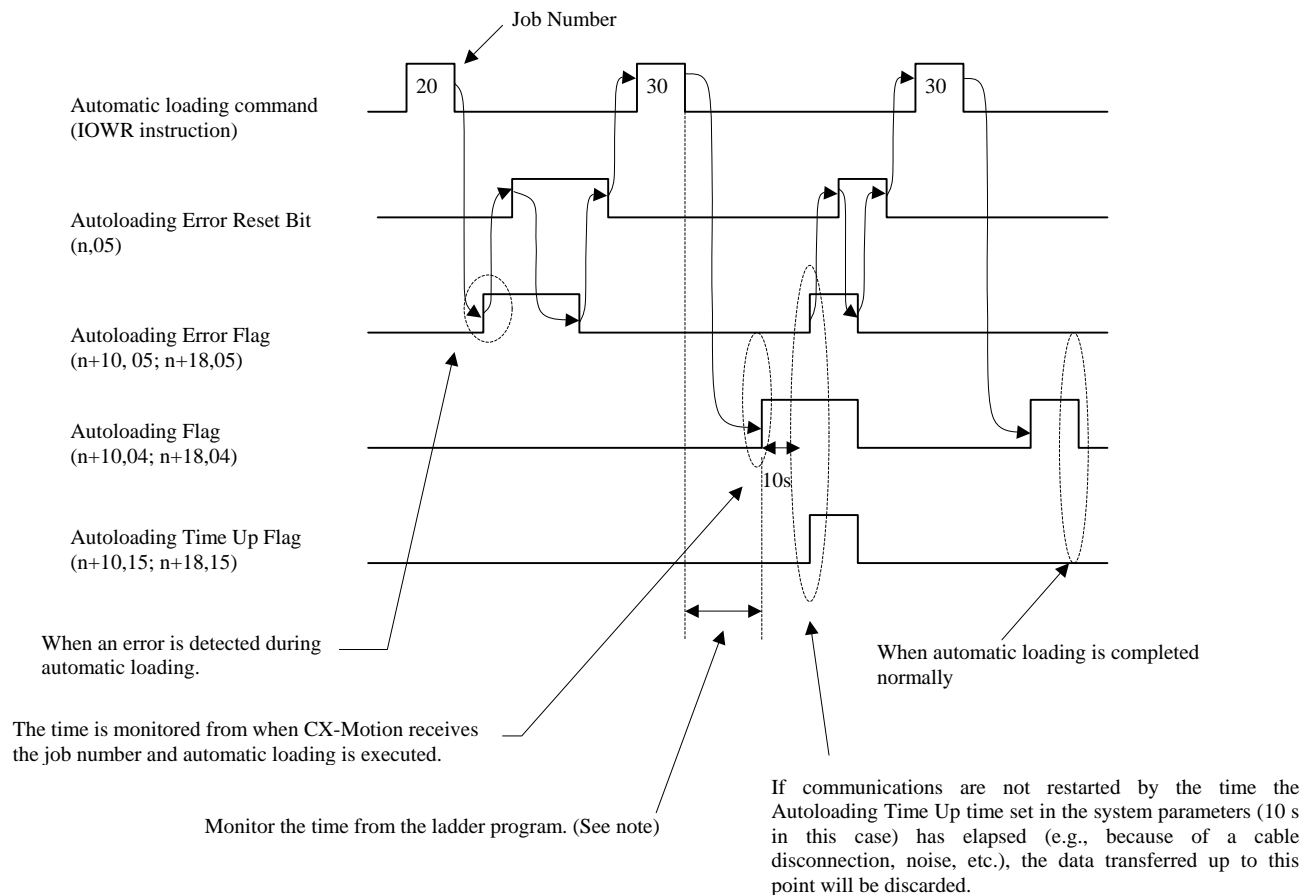 Job Number
20
30
30
Automatic loading command
(IOWR instruction)
Autoloading Error Reset Bit
(n,05)
Autoloading Error Flag
(n+10, 05; n+18,05)
Autoloading Flag
(n+10,04; n+18,04)
10s
Autoloading Time Up Flag
(n+10,15; n+18,15)
When an error is detected during
automatic loading.
When automatic loading is completed
normally
The time is monitored from when CX-Motion receives
the job number and automatic loading is executed.
Monitor the time from the ladder program. (See note)
If communications are not restarted by the time the
Autoloading Time Up time set in the system parameters (10 s
in this case) has elapsed (e.g., because of a cable
disconnection, noise, etc.), the data transferred up to this
point will be discarded.